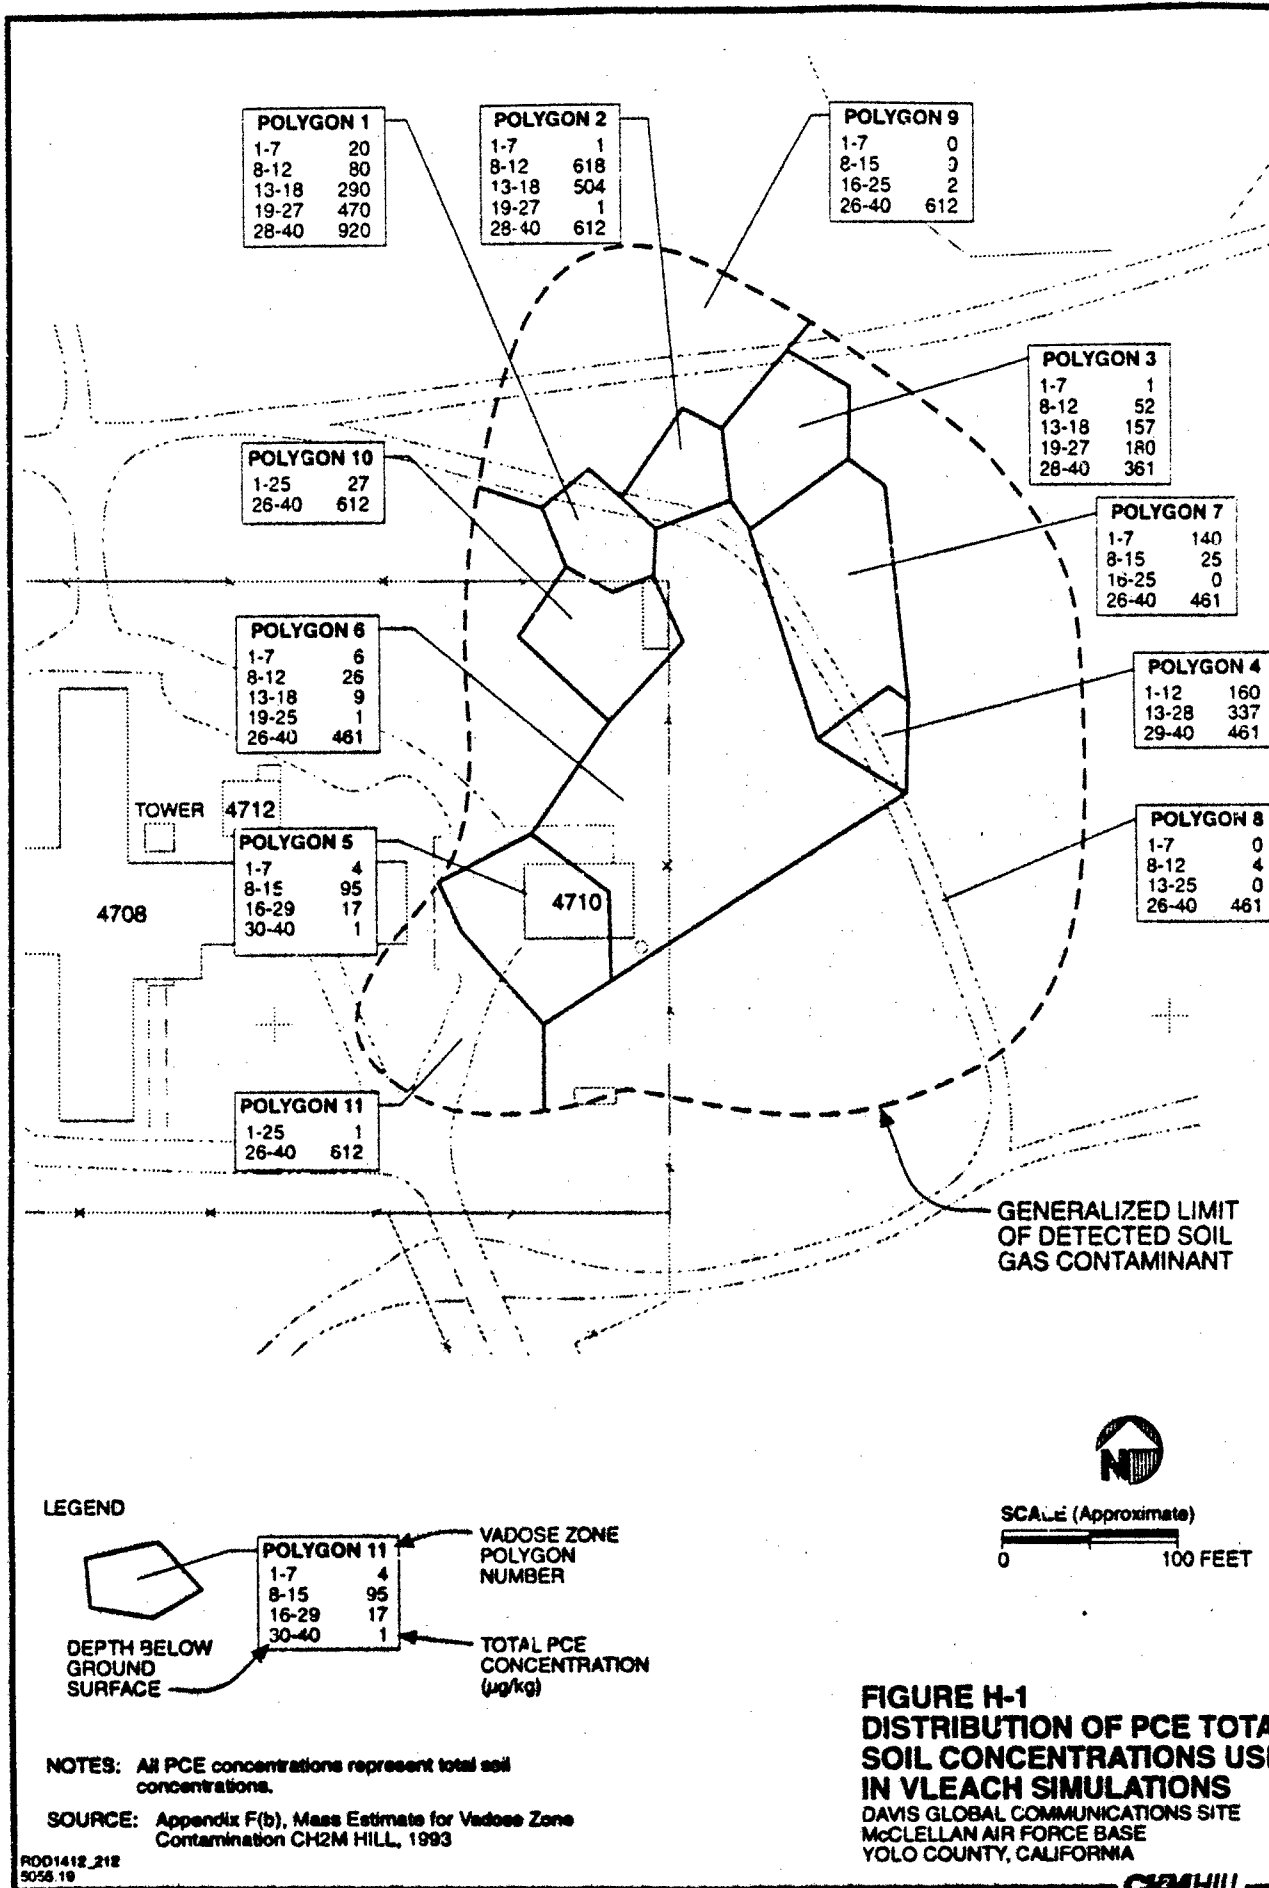 POLYGON 1
1-7 20
8-12 80
13-18 290
19-27 470
28-40 920
POLYGON 2
1-7 1
8-12 618
13-18 504
19-27 1
28-40 612
POLYGON 9
1-7 0
8-15
16-25 2
26-40 612
POLYGON 3
1-7 1
8-12 52
13-18 157
19-27 180
28-40 361
POLYGON 10
1-25 27
26-40 612
POLYGON 7
1-7 140
8-15 25
16-25 0
26-40 461
POLYGON 6
1-7 6
8-12 26
13-18 9
19-25 1
26-40 461
POLYGON 4
1-12 160
13-28 337
29-40 461
TOWER
4712
POLYGON 8
1-7 0
8-12 4
13-25 0
26-40 461
POLYGON 5
1-7 4
8-15 95
16-29 17
30-40 1
4708
4710
POLYGON 11
1-25 1
26-40 612
GENERALIZED LIMIT
OF DETECTED SOIL
GAS CONTAMINANT
N
LEGEND
SCALE (Approximate)
0 100 FEET
POLYGON 11
1-7 4
8-15 95
16-29 17
30-40 1
VADOSE ZONE
POLYGON
NUMBER
DEPTH BELOW
GROUND
SURFACE
TOTAL PCE
CONCENTRATION
(µg/kg)
NOTES: All PCE concentrations represent total soil
concentrations.
SOURCE: Appendix F(b), Mass Estimate for Vadose Zone
Contamination CH2M HILL, 1993
RDD1412_212
5056.19
FIGURE H-1
DISTRIBUTION OF PCE TOTA
SOIL CONCENTRATIONS US
IN VLEACH SIMULATIONS
DAVIS GLOBAL COMMUNICATIONS SITE
McCLELLAN AIR FORCE BASE
YOLO COUNTY, CALIFORNIA
CH2M HILL